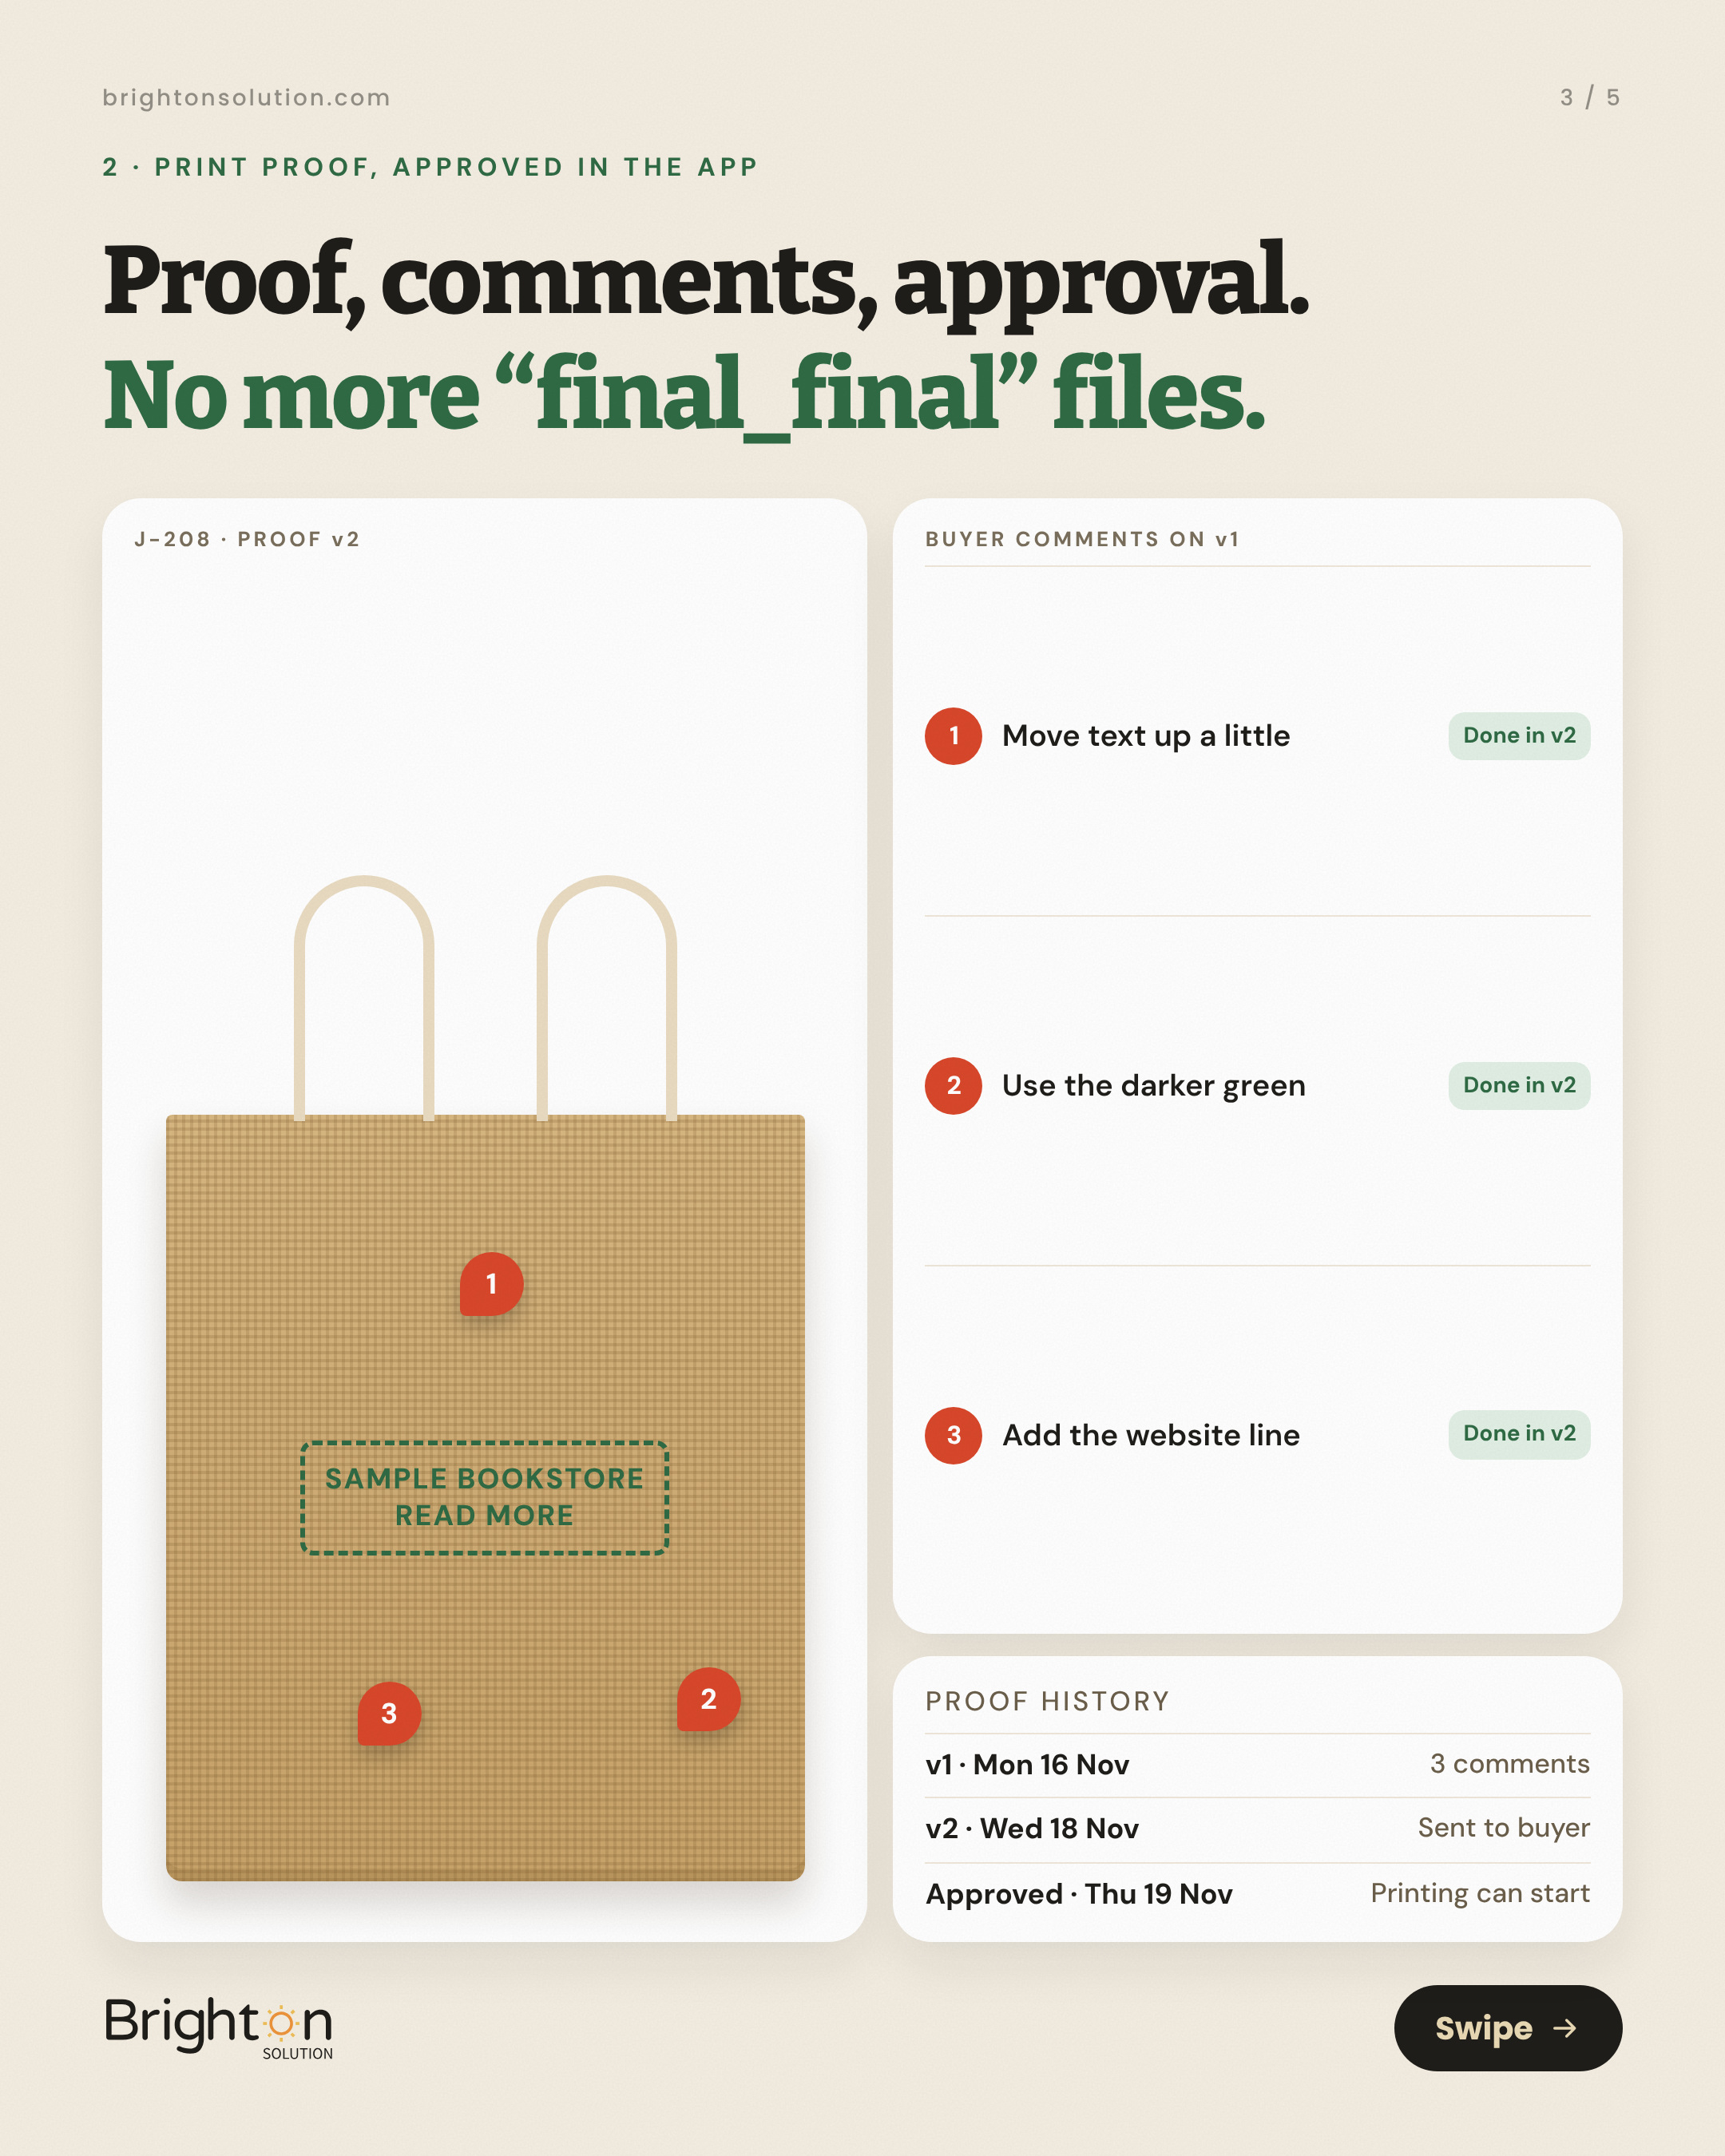 brightonsolution.com
3 / 5
2 · PRINT PROOF, APPROVED IN THE APP
Proof, comments, approval.
No more “final_final” files.
J-208 · PROOF v2
1
SAMPLE BOOKSTORE
READ MORE
3
2
BUYER COMMENTS ON v1
1 Move text up a little Done in v2
2 Use the darker green Done in v2
3 Add the website line Done in v2
PROOF HISTORY
v1 · Mon 16 Nov 3 comments
v2 · Wed 18 Nov Sent to buyer
Approved · Thu 19 Nov Printing can start
Brighton
SOLUTION
Swipe →